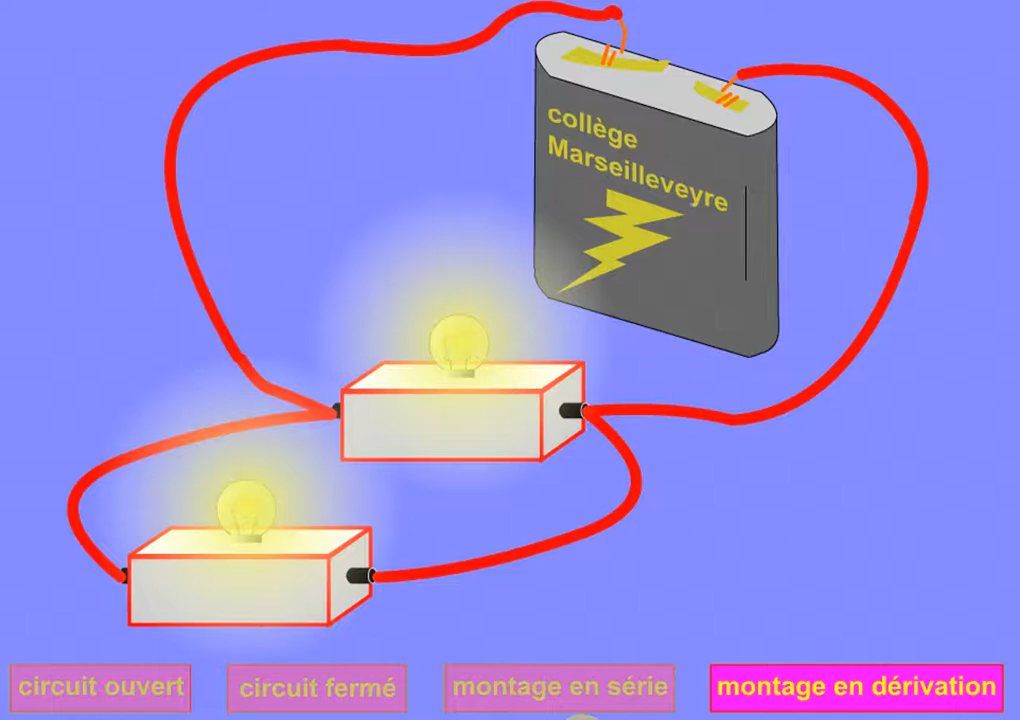 collège
Marseilleveyre
circuit ouvert
circuit fermé
montage en série
montage en dérivation